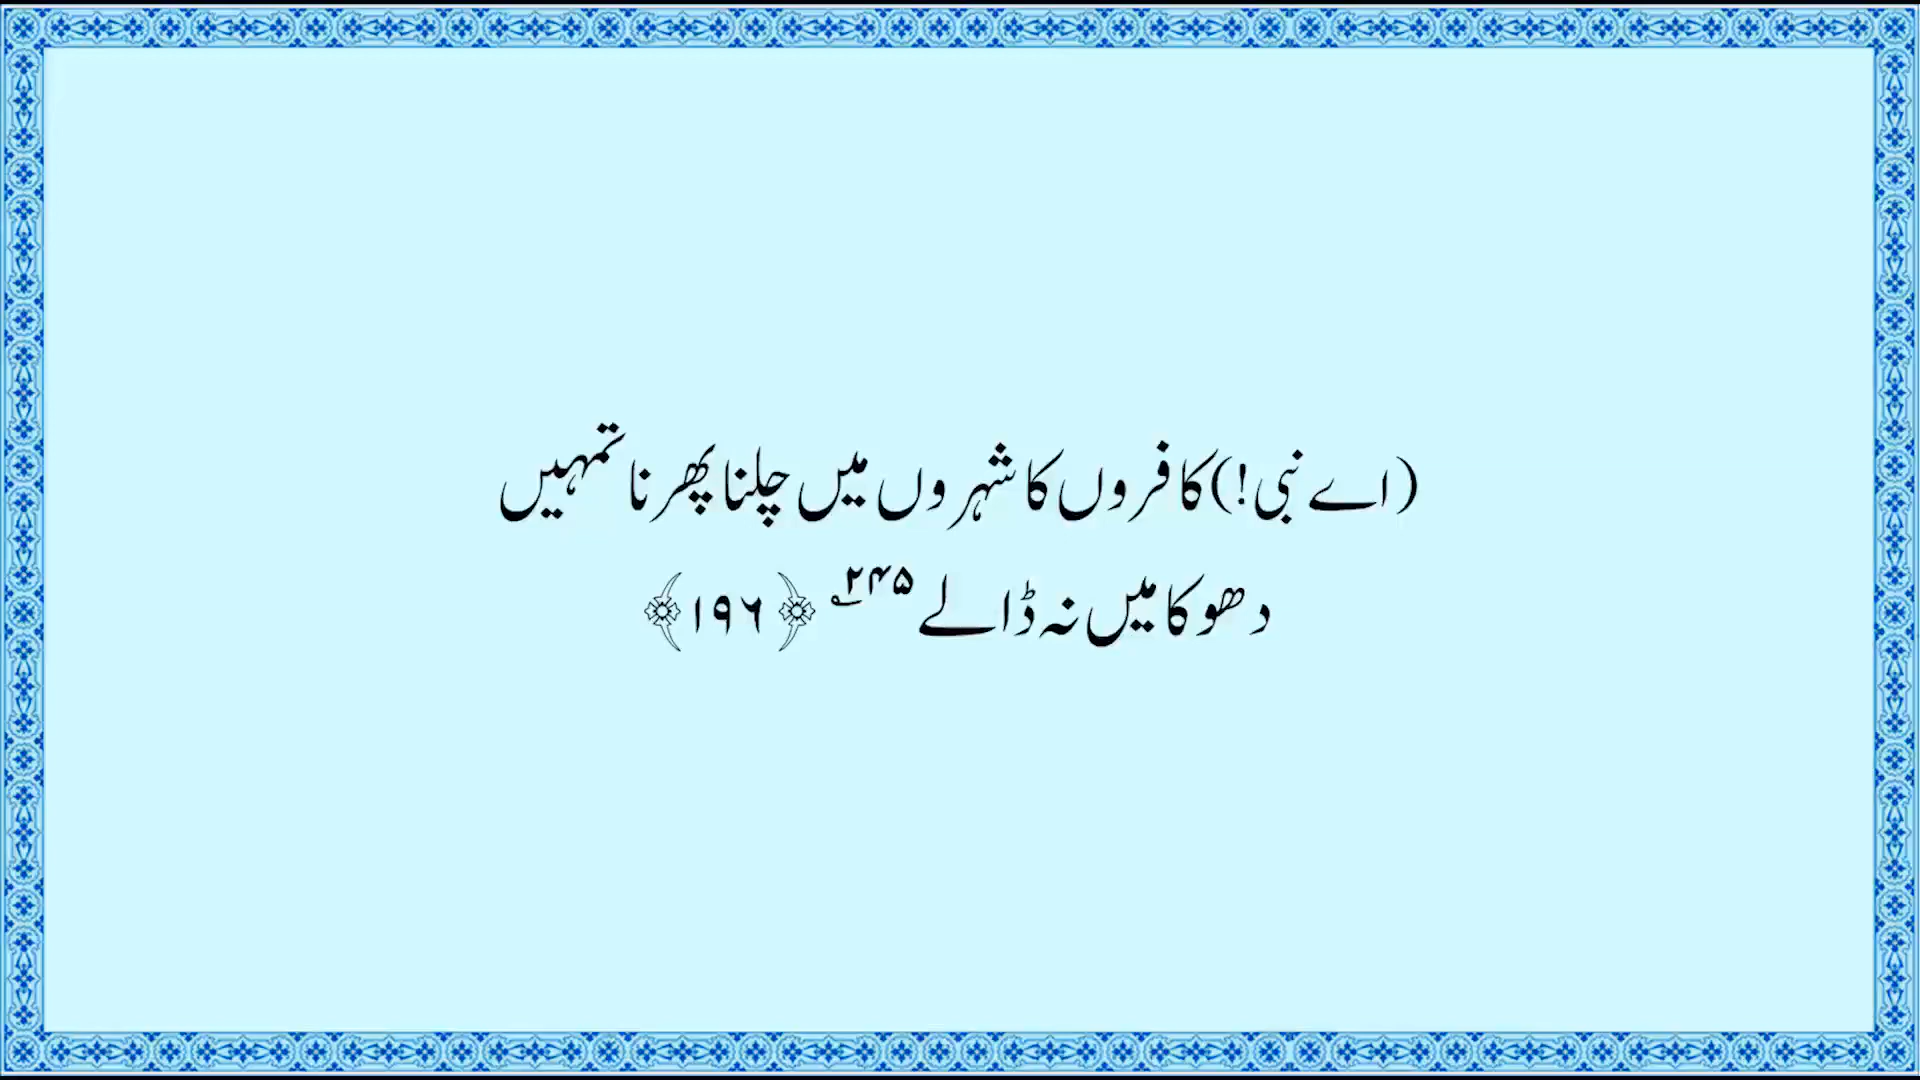 (اے نبی!) کافروں کا شہروں میں چلنا پھرنا تمہیں
دھوکا میں نہ ڈالے ؂۲۴۵ ﴿۱۹۶﴾